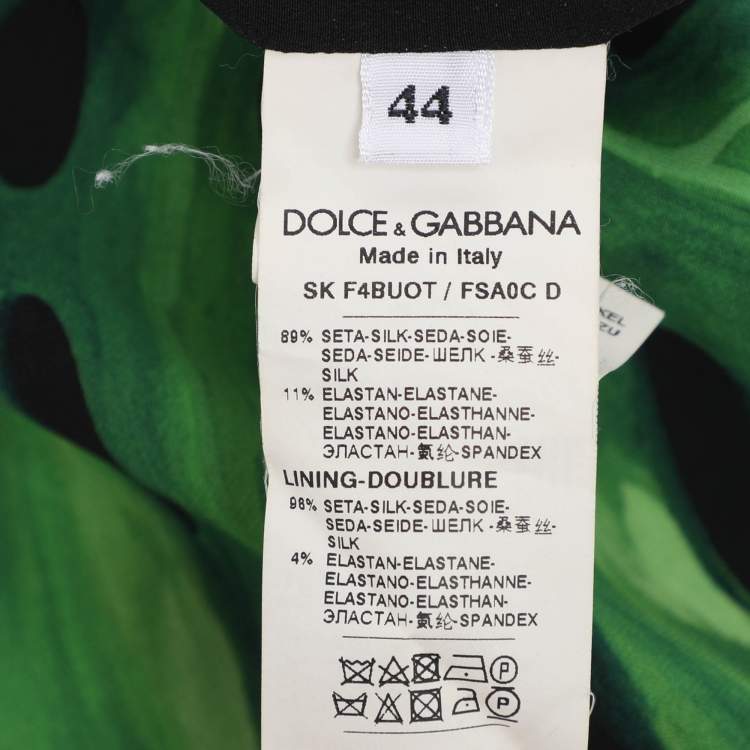 44
DOLCE & GABBANA
Made in Italy
SK F4BUOT / FSA0C D
89% SETA-SILK-SEDA-SOIE-
SEDA-SEIDE-ШЕЛК -桑蚕丝-
SILK
11% ELASTAN-ELASTANE-
ELASTANO-ELASTHANNE-
ELASTANO-ELASTHAN-
ЭЛАСТАН-氨纶-SPANDEX
LINING-DOUBLURE
96% SETA-SILK-SEDA-SOIE-
SEDA-SEIDE-ШЕЛК -桑蚕丝-
SILK
4% ELASTAN-ELASTANE-
ELASTANO-ELASTHANNE-
ELASTANO-ELASTHAN-
ЭЛАСТАН-氨纶-SPANDEX
P
P